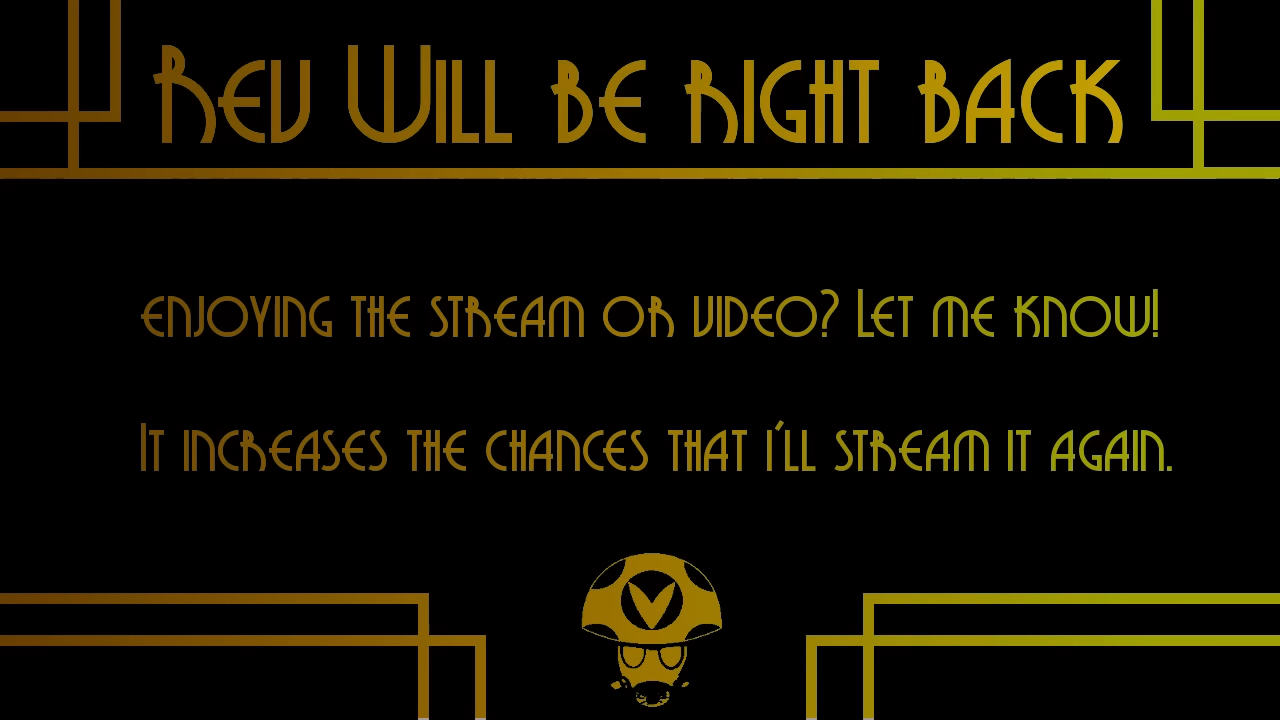 Rev Will be right back
enjoying the stream or video? Let me know!
It increases the chances that i'll stream it again.